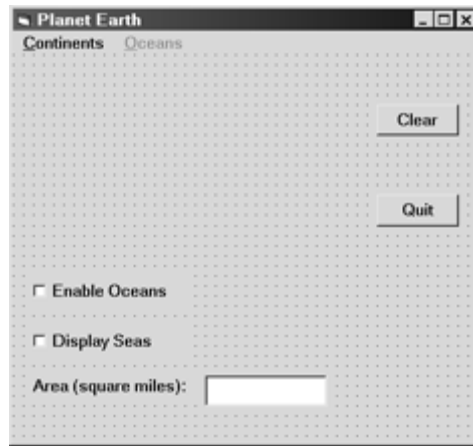 Planet Earth
Continents Oceans
Clear
Quit
Enable Oceans
Display Seas
Area (square miles):